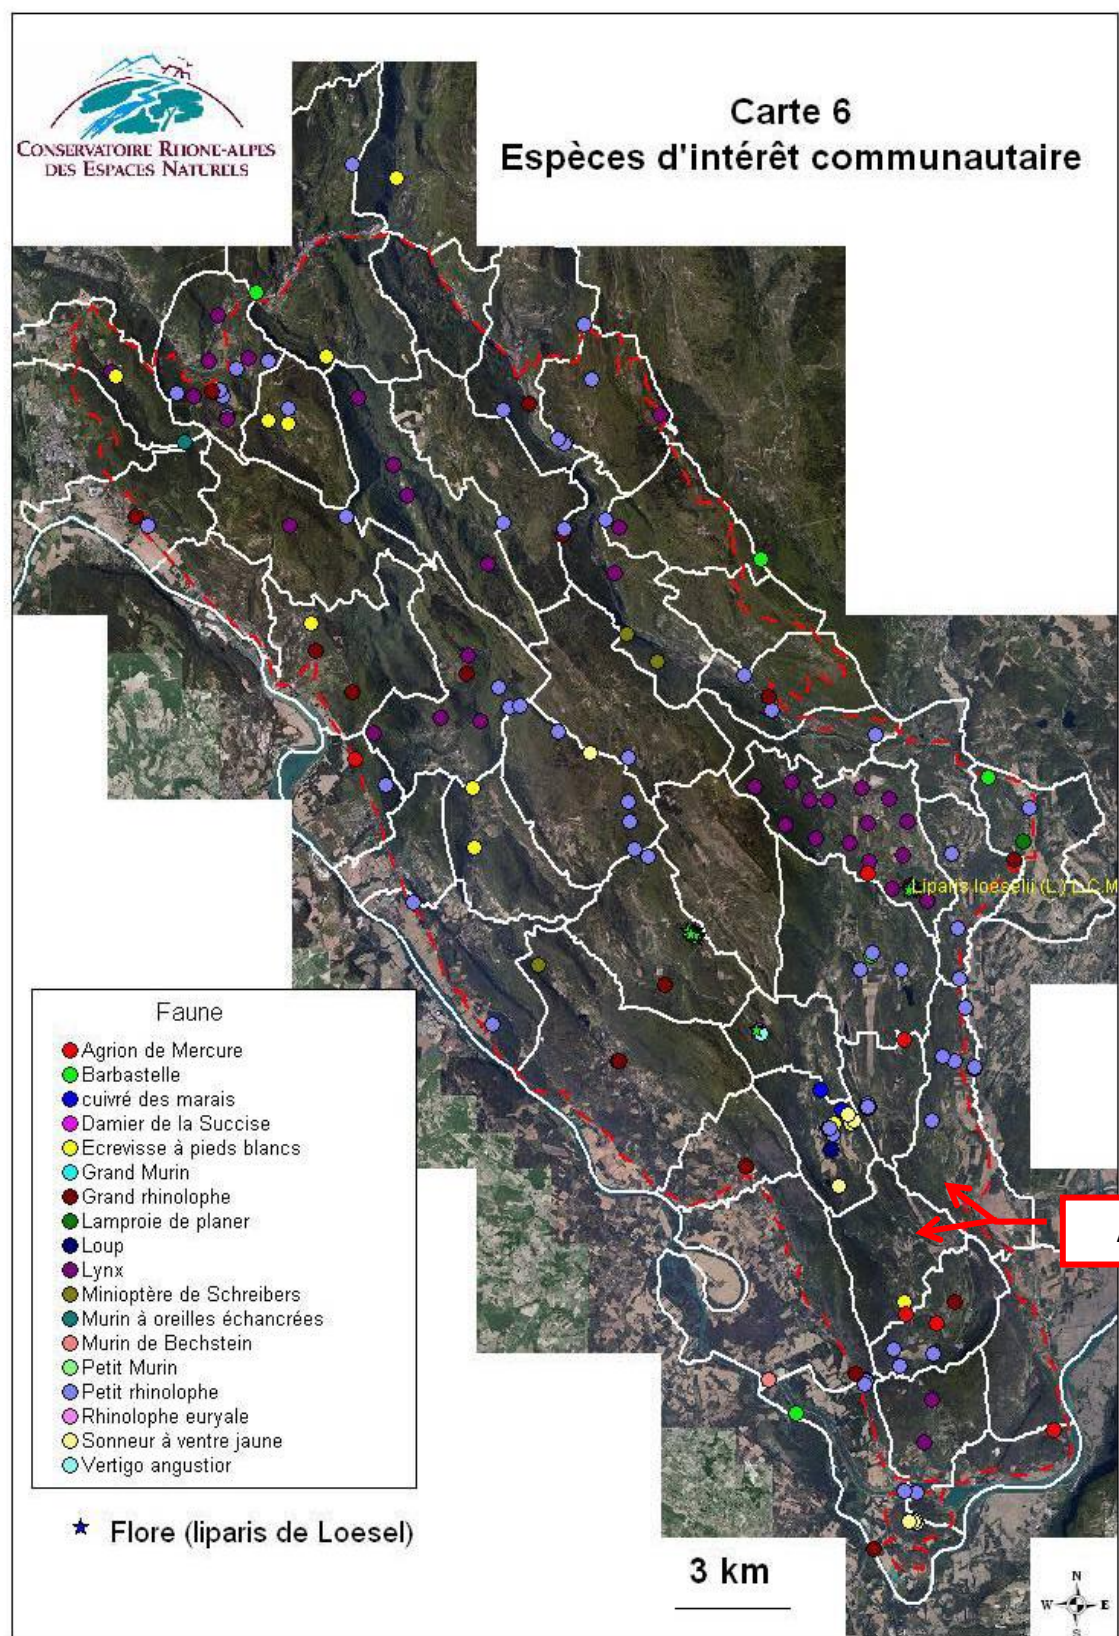 CONSERVATOIRE RHONE-ALPES
DES ESPACES NATURELS
Carte 6
Espèces d'intérêt communautaire
Liparis loeselii (L.) L.C.M
Faune
Agrion de Mercure
Barbastelle
cuivré des marais
Damier de la Succise
Ecrevisse à pieds blancs
Grand Murin
Grand rhinolophe
Lamproie de planer
Loup
Lynx
Minioptère de Schreibers
Murin à oreilles échancrées
Murin de Bechstein
Petit Murin
Petit rhinolophe
Rhinolophe euryale
Sonneur à ventre jaune
Vertigo angustior
Flore (liparis de Loesel)
3 km
N
W E
S